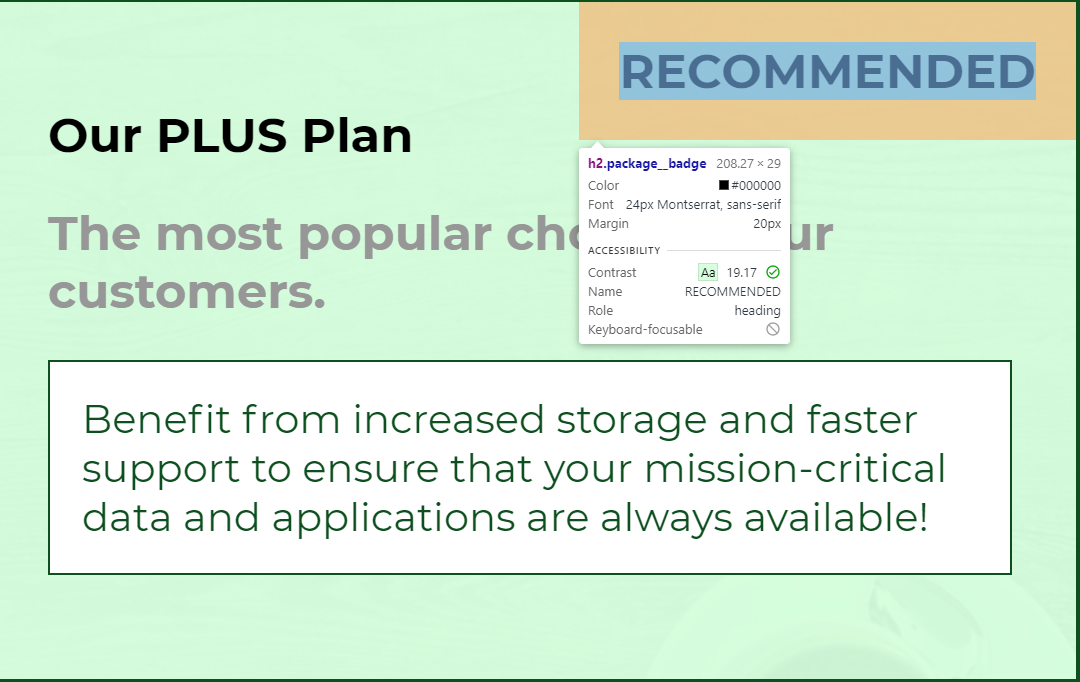 RECOMMENDED
Our PLUS Plan
h2.package__badge 208.27 × 29
Color #000000
Font 24px Montserrat, sans-serif
Margin 20px
ACCESSIBILITY
Contrast Aa 19.17
Name RECOMMENDED
Role heading
Keyboard-focusable
The most popular
customers.
Benefit from increased storage and faster
support to ensure that your mission-critical
data and applications are always available!